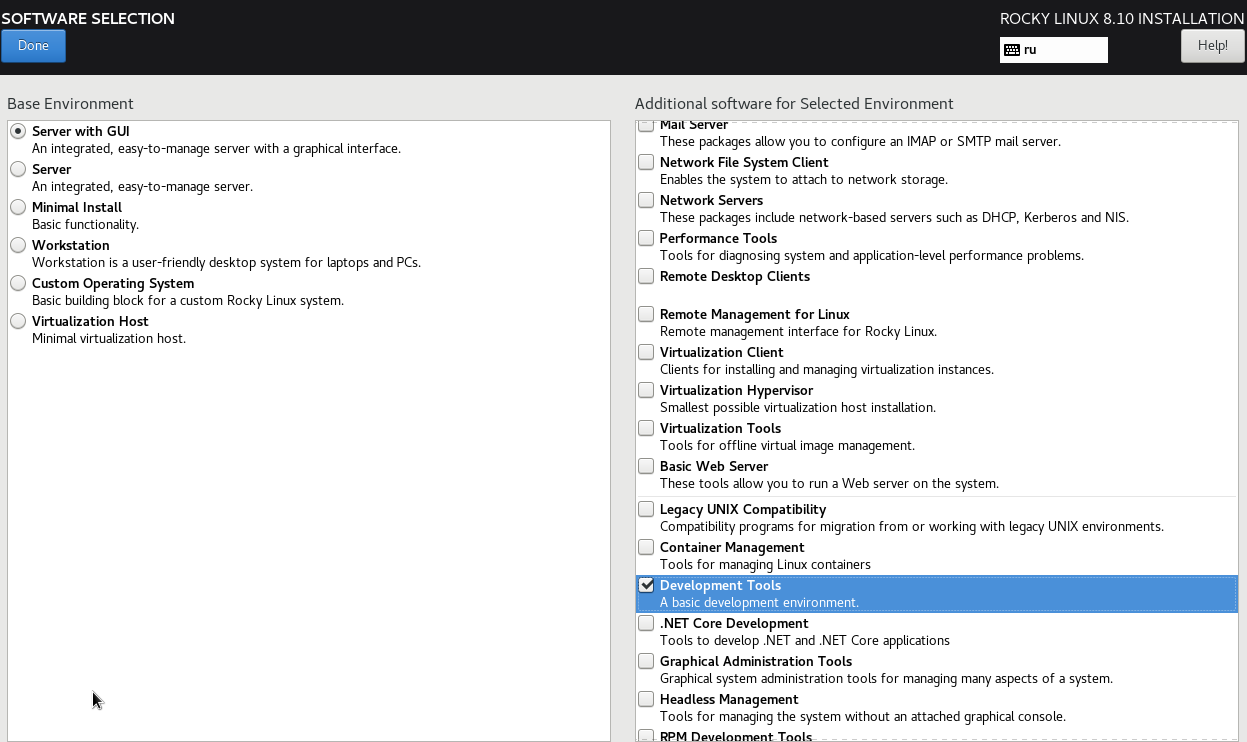 SOFTWARE SELECTION
ROCKY LINUX 8.10 INSTALLATION
Done
ru
Help!
Base Environment
Server with GUI
An integrated, easy-to-manage server with a graphical interface.
Server
An integrated, easy-to-manage server.
Minimal Install
Basic functionality.
Workstation
Workstation is a user-friendly desktop system for laptops and PCs.
Custom Operating System
Basic building block for a custom Rocky Linux system.
Virtualization Host
Minimal virtualization host.
Additional software for Selected Environment
Mail Server
These packages allow you to configure an IMAP or SMTP mail server.
Network File System Client
Enables the system to attach to network storage.
Network Servers
These packages include network-based servers such as DHCP, Kerberos and NIS.
Performance Tools
Tools for diagnosing system and application-level performance problems.
Remote Desktop Clients
Remote Management for Linux
Remote management interface for Rocky Linux.
Virtualization Client
Clients for installing and managing virtualization instances.
Virtualization Hypervisor
Smallest possible virtualization host installation.
Virtualization Tools
Tools for offline virtual image management.
Basic Web Server
These tools allow you to run a Web server on the system.
Legacy UNIX Compatibility
Compatibility programs for migration from or working with legacy UNIX environments.
Container Management
Tools for managing Linux containers
Development Tools
A basic development environment.
.NET Core Development
Tools to develop .NET and .NET Core applications
Graphical Administration Tools
Graphical system administration tools for managing many aspects of a system.
Headless Management
Tools for managing the system without an attached graphical console.
RPM Development Tools